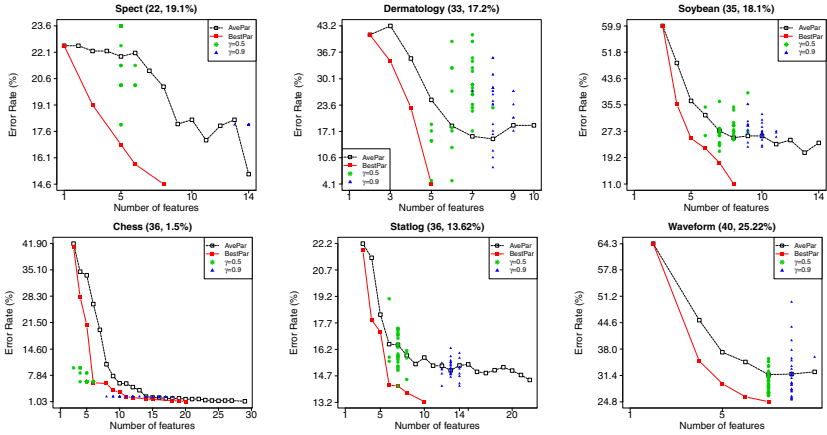 Spect (22, 19.1%)
Error Rate (%)
23.6
22.1
20.6
19.1
17.6
16.1
14.6
AvePar
BestPar
γ=0.5
γ=0.9
1
5
10
14
Number of features
Dermatology (33, 17.2%)
Error Rate (%)
43.2
36.7
30.1
23.6
17.1
10.6
4.1
AvePar
BestPar
γ=0.5
γ=0.9
1
3
5
7
9
10
Number of features
Soybean (35, 18.1%)
Error Rate (%)
59.9
51.8
43.6
35.5
27.3
19.2
11.0
AvePar
BestPar
γ=0.5
γ=0.9
1
5
10
14
Number of features
Chess (36, 1.5%)
Error Rate (%)
41.90
35.10
28.30
21.50
14.60
7.84
1.03
AvePar
BestPar
γ=0.5
γ=0.9
1
5
10
15
20
25
29
Number of features
Statlog (36, 13.62%)
Error Rate (%)
22.2
20.7
19.2
17.7
16.2
14.7
13.2
AvePar
BestPar
γ=0.5
γ=0.9
1
5
10
14
20
Number of features
Waveform (40, 25.22%)
Error Rate (%)
64.3
57.8
51.2
44.6
38.0
31.4
24.8
AvePar
BestPar
γ=0.5
γ=0.9
1
5
9
Number of features